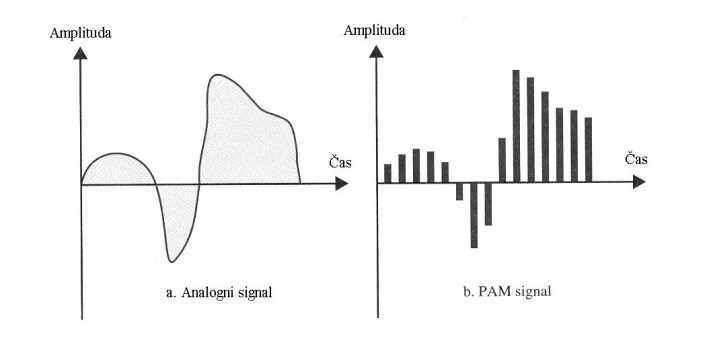 Amplituda
Čas
a. Analogni signal
Amplituda
Čas
b. PAM signal